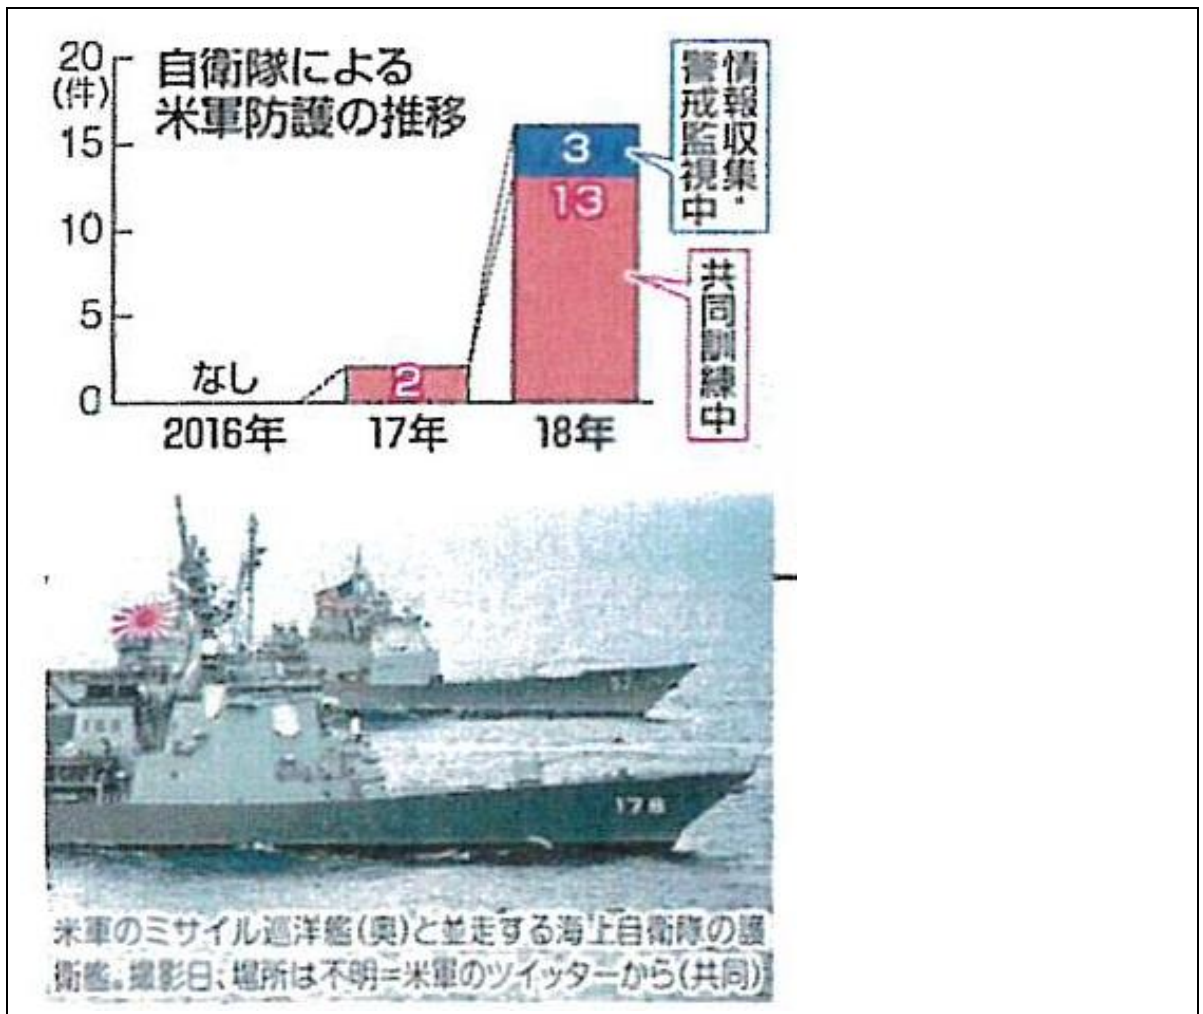 自衛隊による
米軍防護の推移
20
(件)
15
10
5
0
なし
2
3
13
2016年
17年
18年
情報収集・
警戒監視中
共同訓練中
米軍のミサイル巡洋艦(奥)と並走する海上自衛隊の護
衛艦。撮影日、場所は不明=米軍のツイッターから(共同)